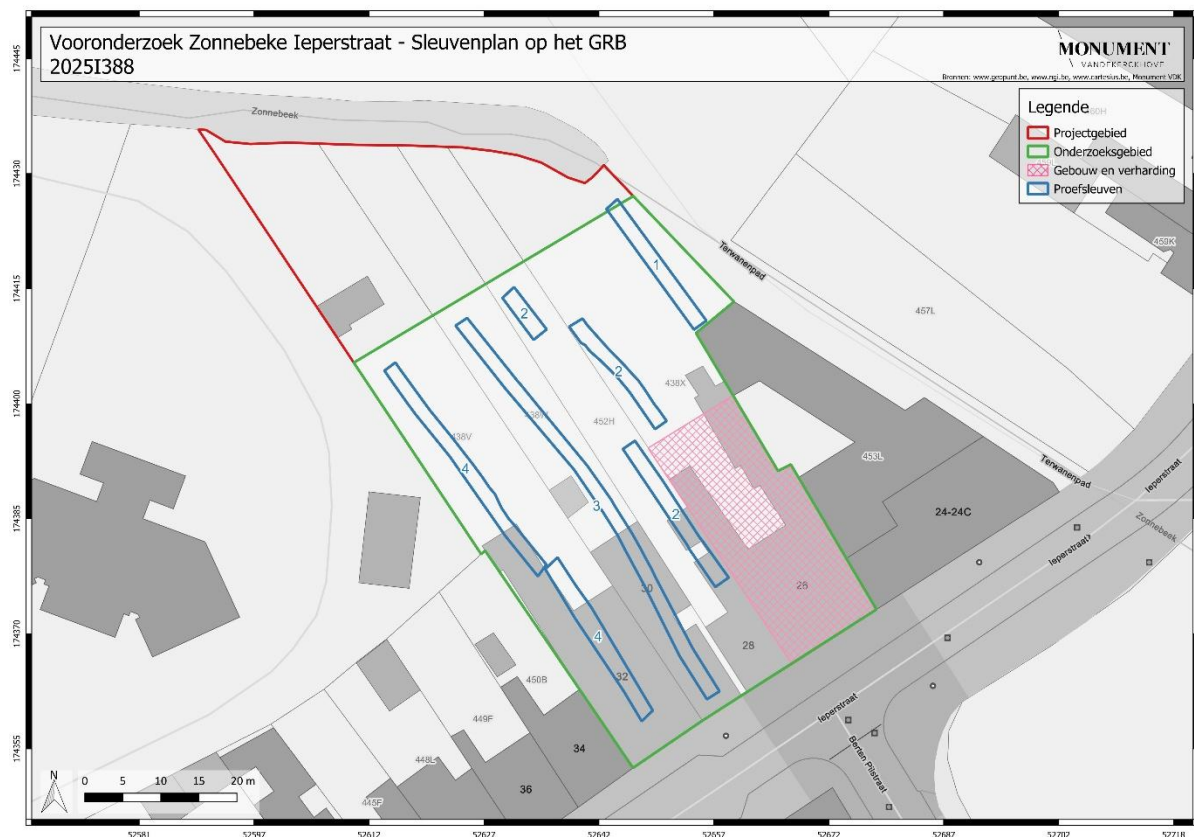 Vooronderzoek Zonnebeke Ieperstraat - Sleuvenplan op het GRB
2025I388
MONUMENT
VANDEKERCKHOVE
Bronnen: www.geopunt.be, www.ngi.be, www.cartesius.be, Monument VDK
Legende
Projectgebied
Onderzoeksgebied
Gebouw en verharding
Proefsleuven
174445
174430
174415
174400
174385
174370
174355
Zonnebeek
Terwanenpad
459K
457L
1
2
2
438X
452H
438V
4
3
2
453L
Terwanenpad
Ieperstraat
24-24C
Zonnebeek
Ieperstraat
26
30
28
4
32
450B
449F
34
448L
36
445F
Ieperstraat
Berten Pilstraat
N
0 5 10 15 20 m
52581 52597 52612 52627 52642 52657 52672 52687 52702 52718